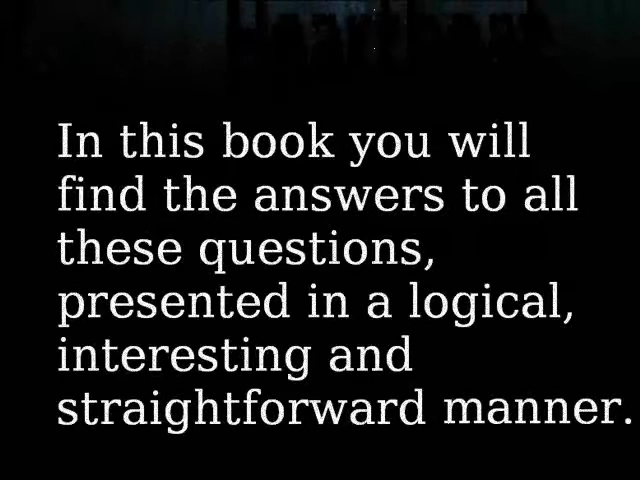 In this book you will
find the answers to all
these questions,
presented in a logical,
interesting and
straightforward manner.